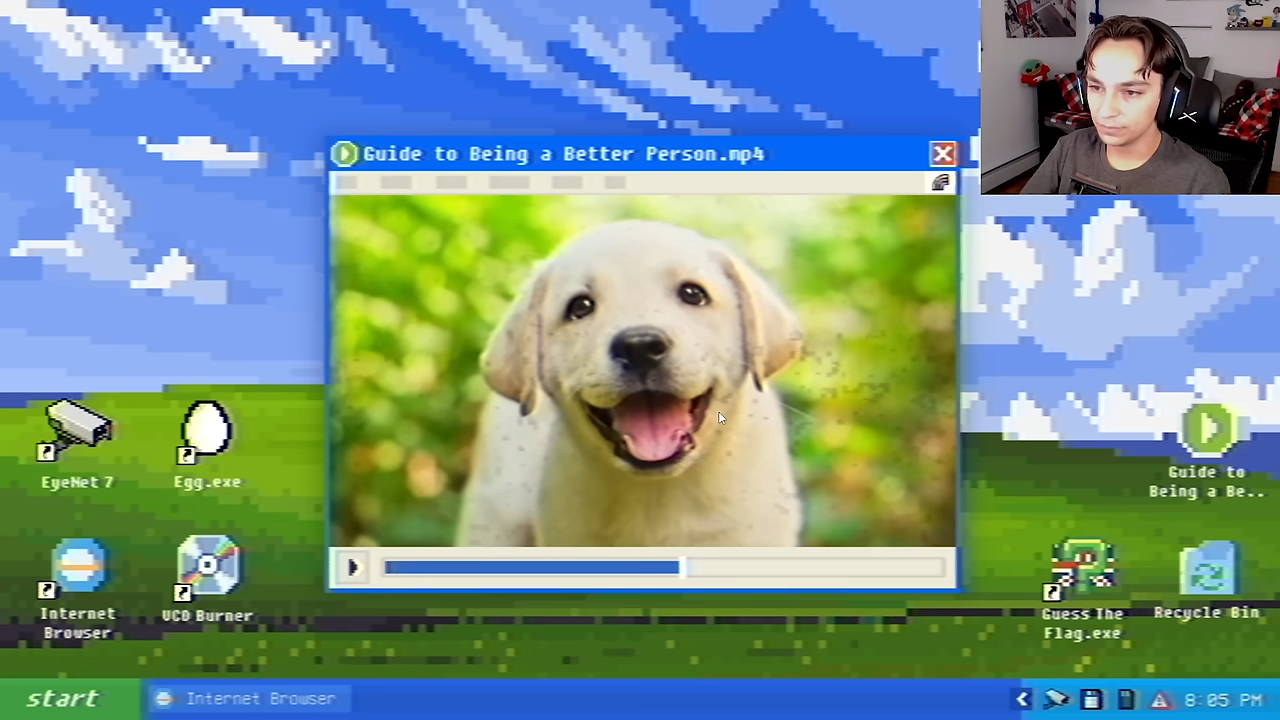 Guide to Being a Better Person.mp4
EyeNet 7
Egg.exe
Guide to
Being a Be..
Internet
Browser
VCD Burner
Guess The
Flag.exe
Recycle Bin
start
Internet Browser
8:05 PM